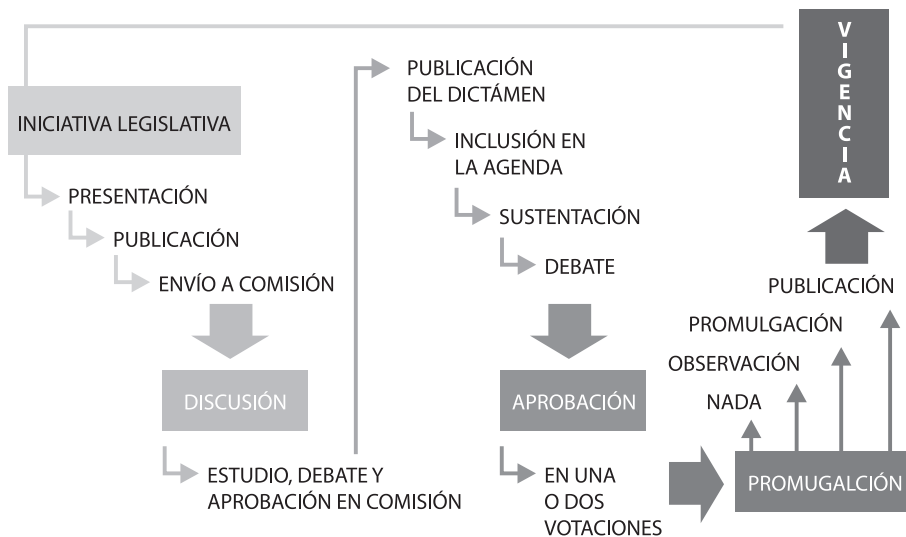 INICIATIVA LEGISLATIVA
PRESENTACIÓN
PUBLICACIÓN
ENVÍO A COMISIÓN
DISCUSIÓN
ESTUDIO, DEBATE Y
APROBACIÓN EN COMISIÓN
PUBLICACIÓN
DEL DICTÁMEN
INCLUSIÓN EN
LA AGENDA
SUSTENTACIÓN
DEBATE
APROBACIÓN
EN UNA
O DOS
VOTACIONES
PROMUGALCIÓN
NADA
OBSERVACIÓN
PROMULGACIÓN
PUBLICACIÓN
VIGENCIA